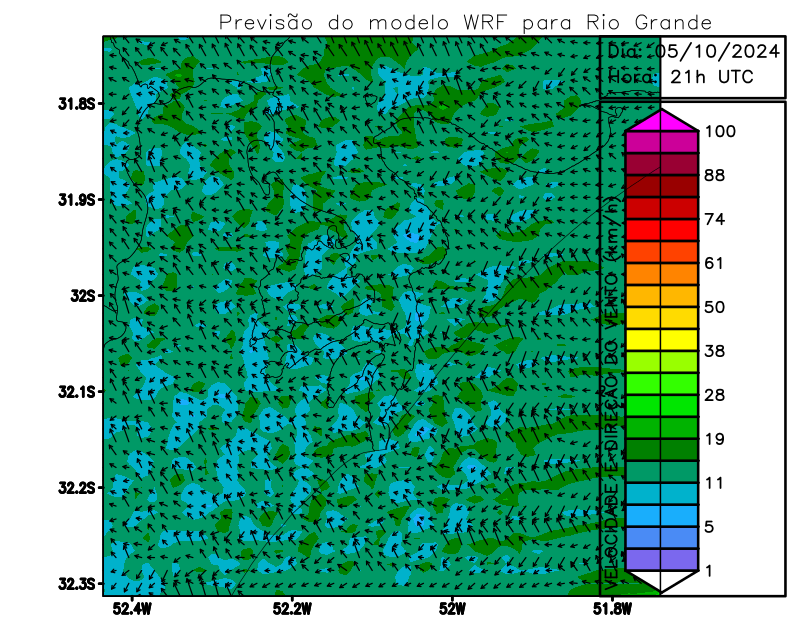 Previsão do modelo WRF para Rio Grande
Dia: 05/10/2024
Hora: 21h UTC
31.8S
31.9S
32S
32.1S
32.2S
32.3S
52.4W
52.2W
52W
51.8W
VELOCIDADE E DIREÇÃO DO VENTO (km/h)
100
88
74
61
50
38
28
19
11
5
1